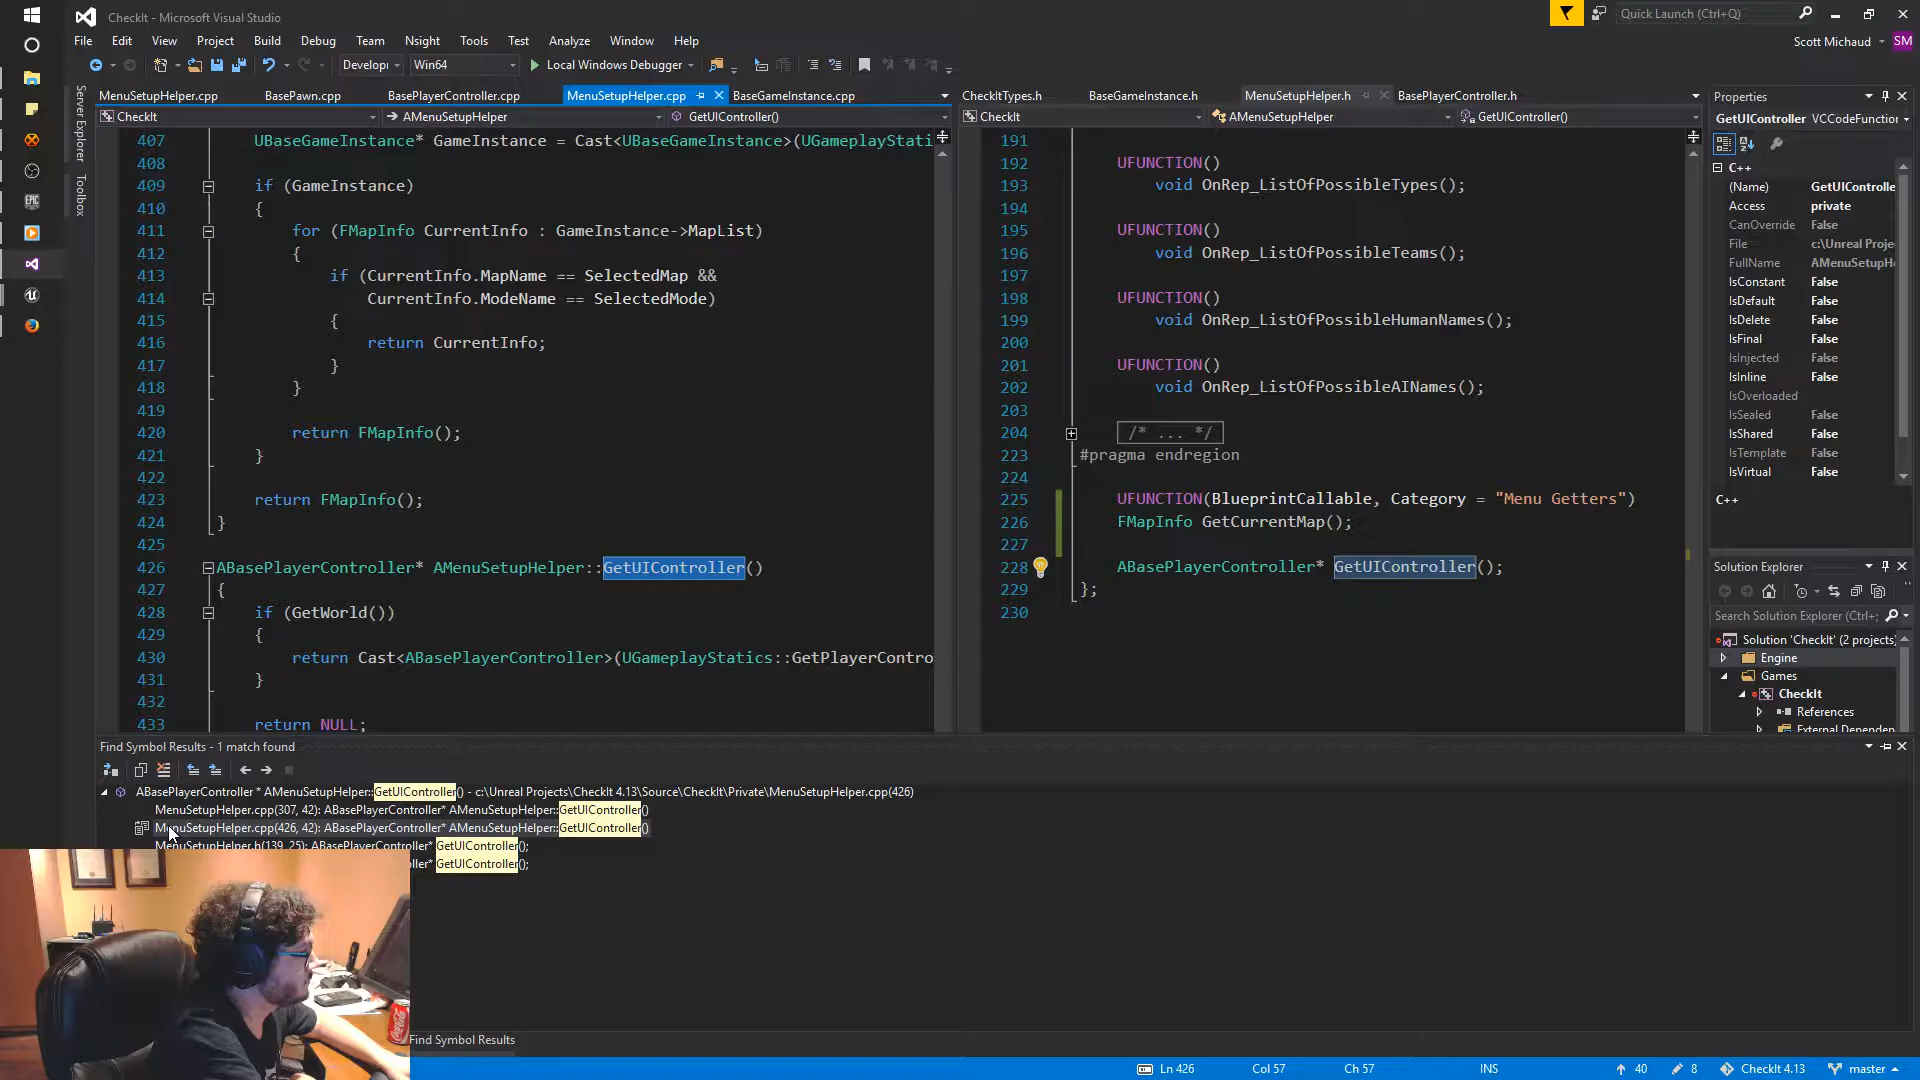 CheckIt - Microsoft Visual Studio
Quick Launch (Ctrl+Q)
File Edit View Project Build Debug Team Nsight Tools Test Analyze Window Help
Scott Michaud SM
Develop Win64 Local Windows Debugger
Server Explorer
Toolbox
MenuSetupHelper.cpp BasePawn.cpp BasePlayerController.cpp MenuSetupHelper.cpp BaseGameInstance.cpp
CheckIt AMenuSetupHelper GetUIController()
407 UBaseGameInstance* GameInstance = Cast<UBaseGameInstance>(UGameplayStati
408
409 if (GameInstance)
410 {
411 for (FMapInfo CurrentInfo : GameInstance->MapList)
412 {
413 if (CurrentInfo.MapName == SelectedMap &&
414 CurrentInfo.ModeName == SelectedMode)
415 {
416 return CurrentInfo;
417 }
418 }
419
420 return FMapInfo();
421 }
422
423 return FMapInfo();
424 }
425
426 ABasePlayerController* AMenuSetupHelper::GetUIController()
427 {
428 if (GetWorld())
429 {
430 return Cast<ABasePlayerController>(UGameplayStatics::GetPlayerContro
431 }
432
433 return NULL;
CheckItTypes.h BaseGameInstance.h MenuSetupHelper.h BasePlayerController.h
CheckIt AMenuSetupHelper GetUIController()
191
192 UFUNCTION()
193 void OnRep_ListOfPossibleTypes();
194
195 UFUNCTION()
196 void OnRep_ListOfPossibleTeams();
197
198 UFUNCTION()
199 void OnRep_ListOfPossibleHumanNames();
200
201 UFUNCTION()
202 void OnRep_ListOfPossibleAINames();
203
204 /* ... */
223 #pragma endregion
224
225 UFUNCTION(BlueprintCallable, Category = "Menu Getters")
226 FMapInfo GetCurrentMap();
227
228 ABasePlayerController* GetUIController();
229 };
230
Properties
GetUIController VCCodeFunction
C++
(Name) GetUIControlle
Access private
CanOverride False
File c:\Unreal Proje
FullName AMenuSetupH
IsConstant False
IsDefault False
IsDelete False
IsFinal False
IsInjected False
IsInline False
IsOverloaded
IsSealed False
IsShared False
IsTemplate False
IsVirtual False
C++
Solution Explorer
Search Solution Explorer (Ctrl+;
Solution 'CheckIt' (2 projects)
Engine
Games
CheckIt
References
External Depender
Find Symbol Results - 1 match found
ABasePlayerController * AMenuSetupHelper::GetUIController() - c:\Unreal Projects\CheckIt 4.13\Source\CheckIt\Private\MenuSetupHelper.cpp(426)
MenuSetupHelper.cpp(307, 42): ABasePlayerController* AMenuSetupHelper::GetUIController()
MenuSetupHelper.cpp(426, 42): ABasePlayerController* AMenuSetupHelper::GetUIController()
MenuSetupHelper.h(139, 25): ABasePlayerController* GetUIController();
ller* GetUIController();
Coca-Cola
Find Symbol Results
Ln 426 Col 57 Ch 57 INS 40 8 CheckIt 4.13 master
EPIC